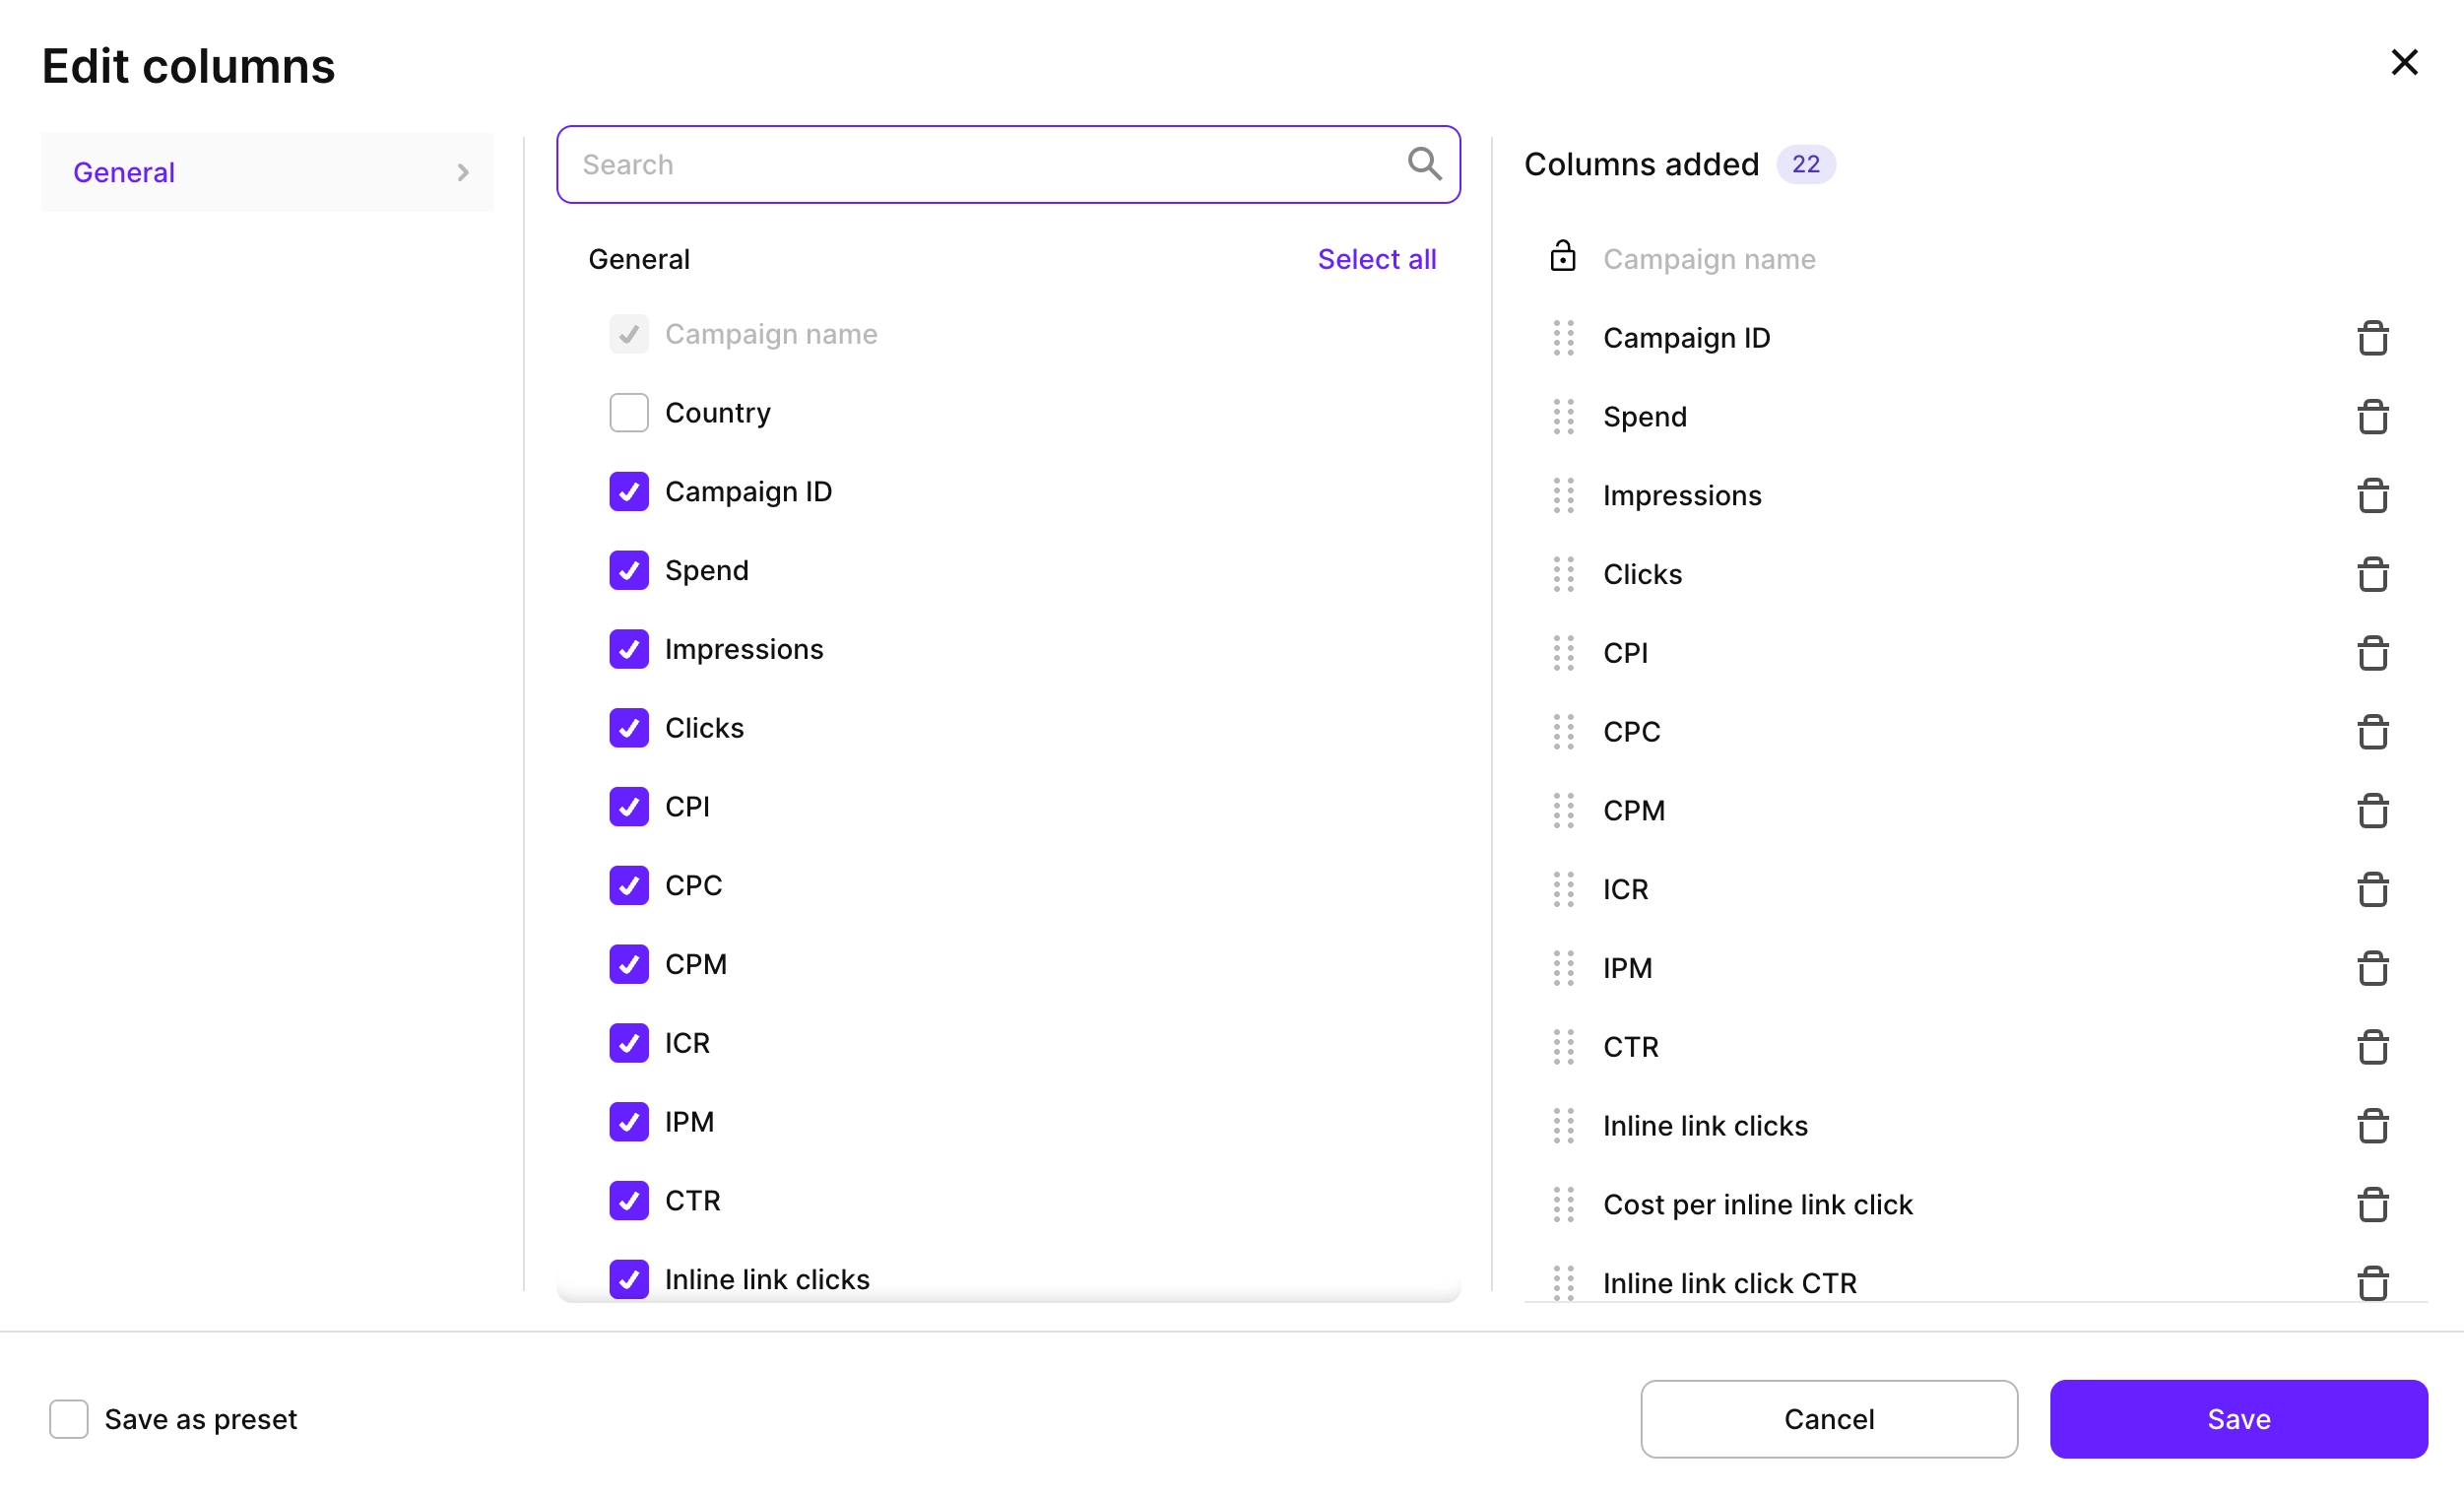 Edit columns
General
Search
General
Select all
Campaign name
Country
Campaign ID
Spend
Impressions
Clicks
CPI
CPC
CPM
ICR
IPM
CTR
Inline link clicks
Columns added 22
Campaign name
Campaign ID
Spend
Impressions
Clicks
CPI
CPC
CPM
ICR
IPM
CTR
Inline link clicks
Cost per inline link click
Inline link click CTR
Save as preset
Cancel
Save